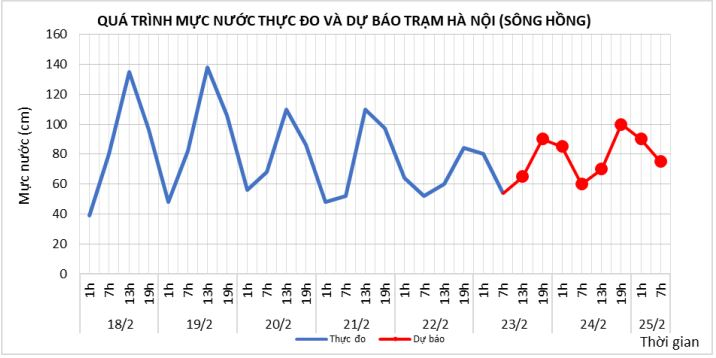 QUÁ TRÌNH MỰC NƯỚC THỰC ĐO VÀ DỰ BÁO TRẠM HÀ NỘI (SÔNG HỒNG)
Mực nước (cm)
160
140
120
100
80
60
40
20
0
1h 7h 13h 19h 1h 7h 13h 19h 1h 7h 13h 19h 1h 7h 13h 19h 1h 7h 13h 19h 1h 7h 13h 19h 1h 7h 13h 19h 1h 7h
18/2 19/2 20/2 21/2 22/2 23/2 24/2 25/2
Thực đo Dự báo Thời gian